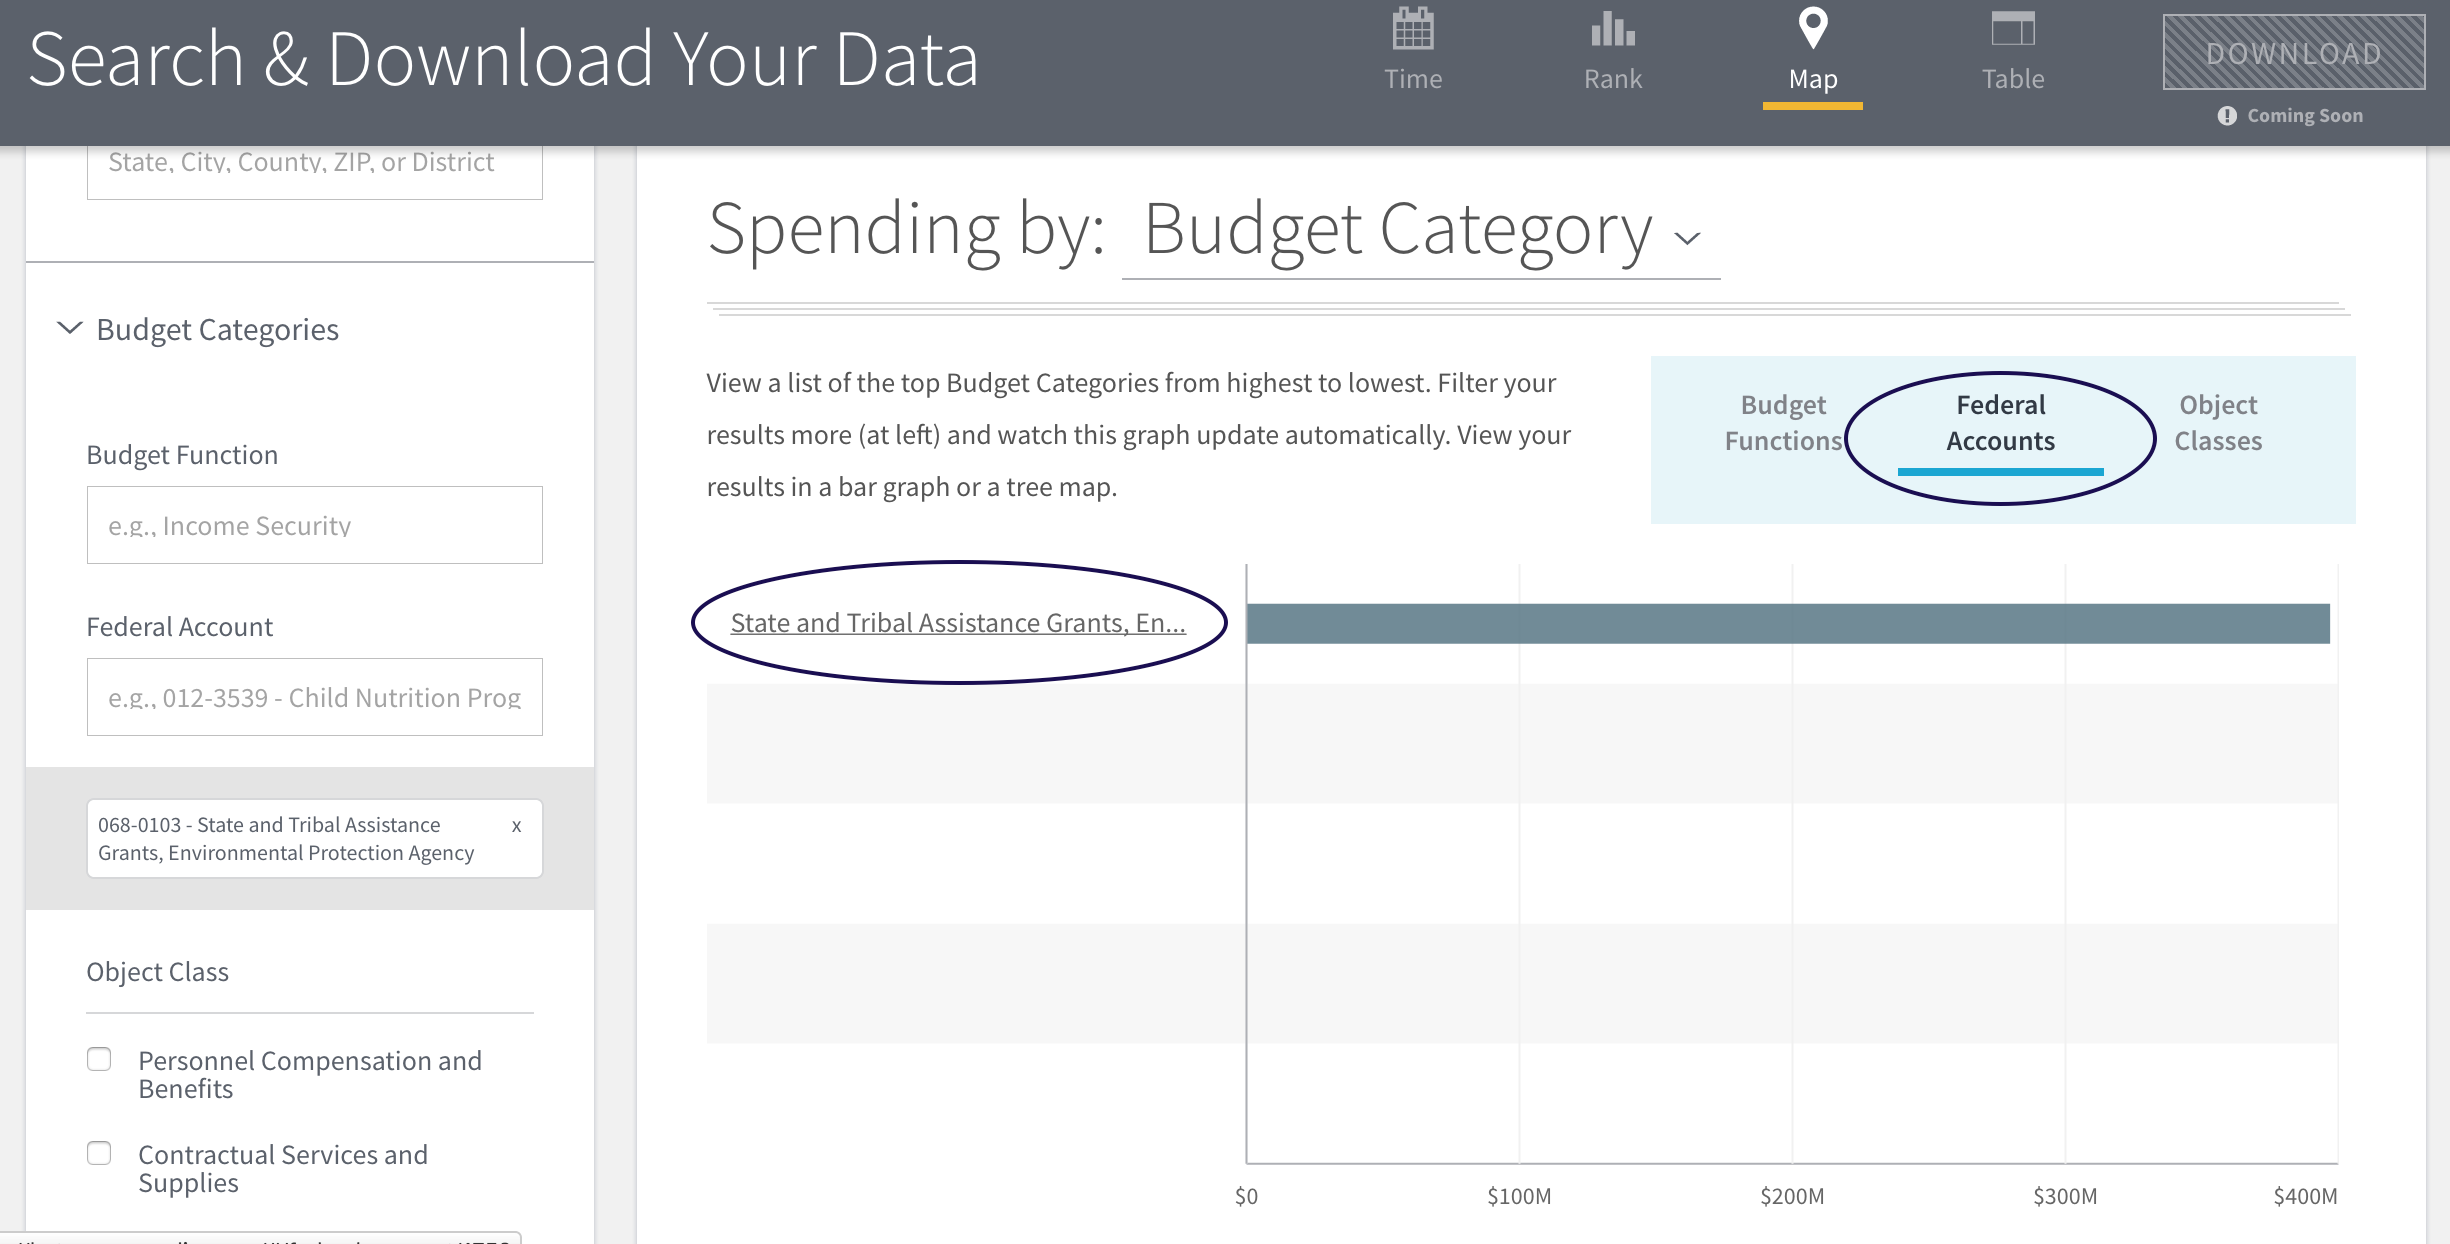 Search & Download Your Data
Time
Rank
Map
Table
DOWNLOAD
Coming Soon
State, City, County, ZIP, or District
Budget Categories
Budget Function
e.g., Income Security
Federal Account
e.g., 012-3539 - Child Nutrition Prog
068-0103 - State and Tribal Assistance
Grants, Environmental Protection Agency
x
Object Class
Personnel Compensation and
Benefits
Contractual Services and
Supplies
Spending by: Budget Category
View a list of the top Budget Categories from highest to lowest. Filter your
results more (at left) and watch this graph update automatically. View your
results in a bar graph or a tree map.
Budget
Functions
Federal
Accounts
Object
Classes
State and Tribal Assistance Grants, En...
$0
$100M
$200M
$300M
$400M